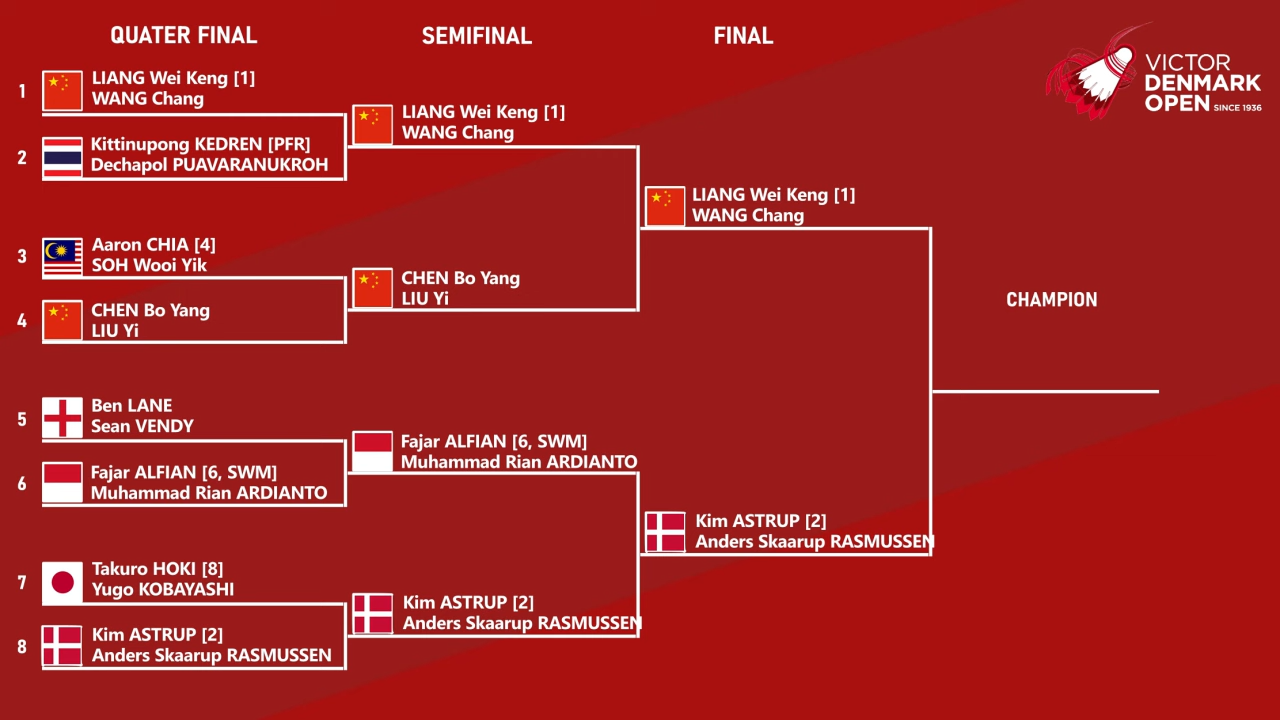 QUATER FINAL
SEMIFINAL
FINAL
VICTOR
DENMARK
OPEN SINCE 1936
1
LIANG Wei Keng [1]
WANG Chang
2
Kittinupong KEDREN [PFR]
Dechapol PUAVARANUKROH
3
Aaron CHIA [4]
SOH Wooi Yik
4
CHEN Bo Yang
LIU Yi
5
Ben LANE
Sean VENDY
6
Fajar ALFIAN [6, SWM]
Muhammad Rian ARDIANTO
7
Takuro HOKI [8]
Yugo KOBAYASHI
8
Kim ASTRUP [2]
Anders Skaarup RASMUSSEN
LIANG Wei Keng [1]
WANG Chang
CHEN Bo Yang
LIU Yi
Fajar ALFIAN [6, SWM]
Muhammad Rian ARDIANTO
Kim ASTRUP [2]
Anders Skaarup RASMUSSEN
LIANG Wei Keng [1]
WANG Chang
Kim ASTRUP [2]
Anders Skaarup RASMUSSEN
CHAMPION